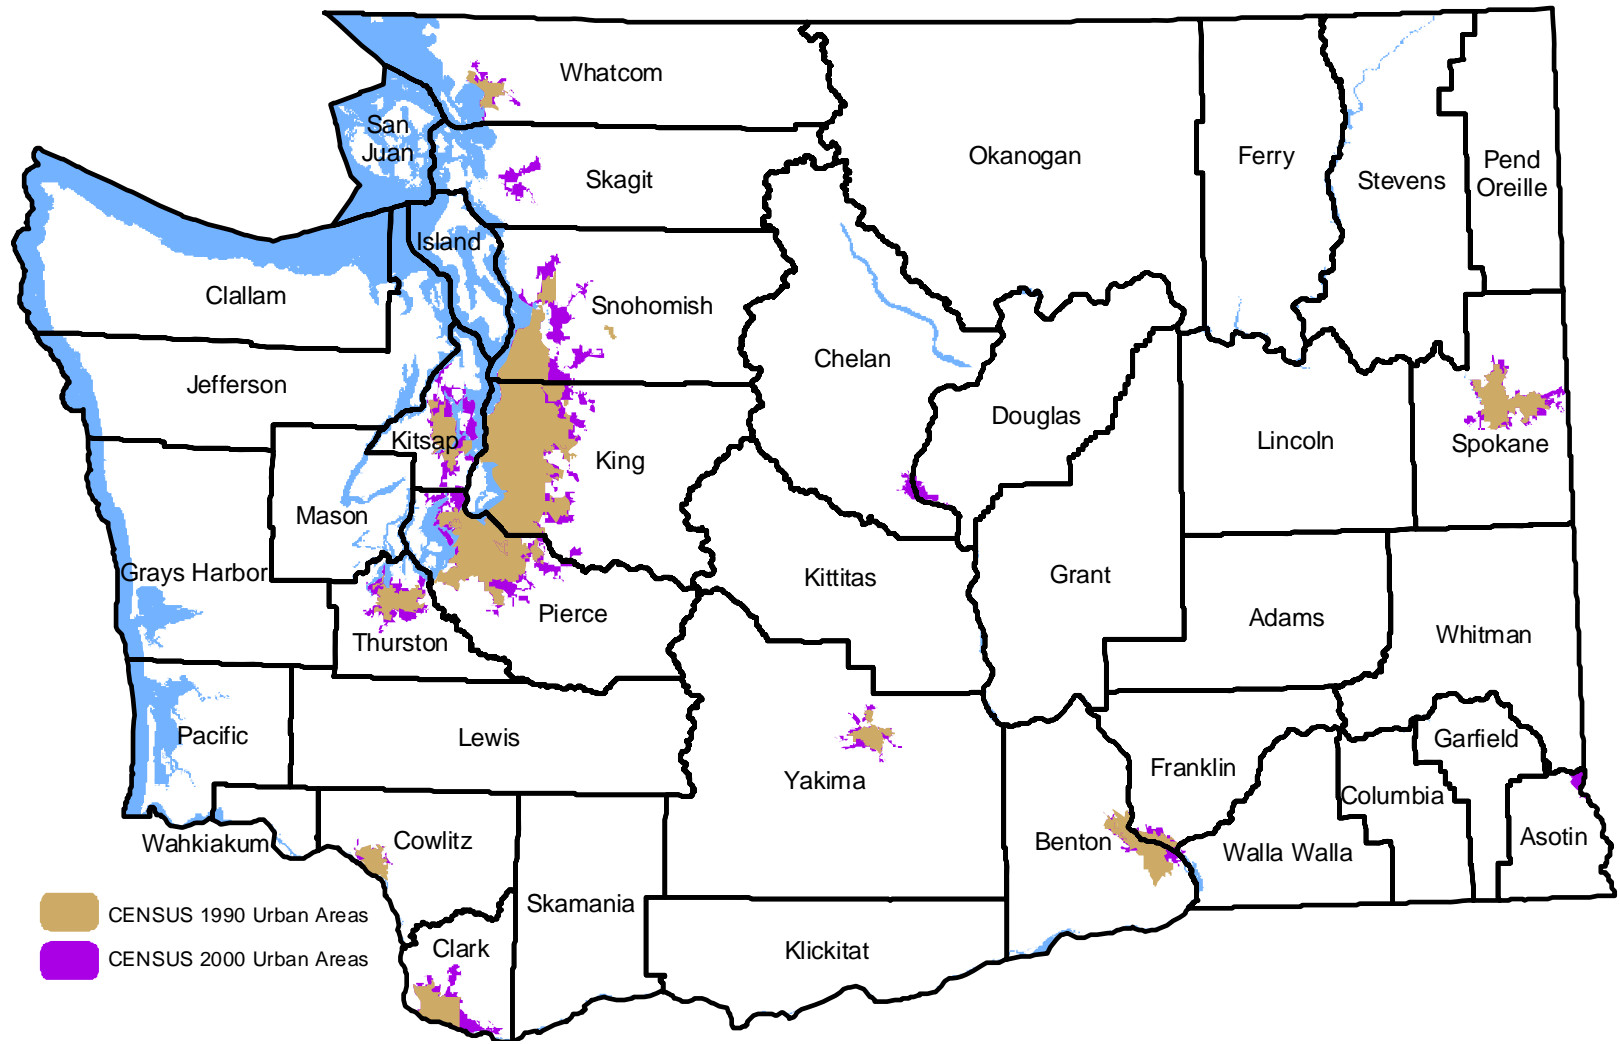 Whatcom
San
Juan
Skagit
Okanogan
Ferry
Stevens
Pend
Oreille
Island
Clallam
Snohomish
Chelan
Jefferson
Douglas
Kitsap
King
Lincoln
Spokane
Mason
Grays Harbor
Kittitas
Grant
Pierce
Thurston
Adams
Whitman
Pacific
Lewis
Yakima
Franklin
Garfield
Columbia
Wahkiakum
Cowlitz
Benton
Walla Walla
Asotin
Skamania
Clark
Klickitat
CENSUS 1990 Urban Areas
CENSUS 2000 Urban Areas